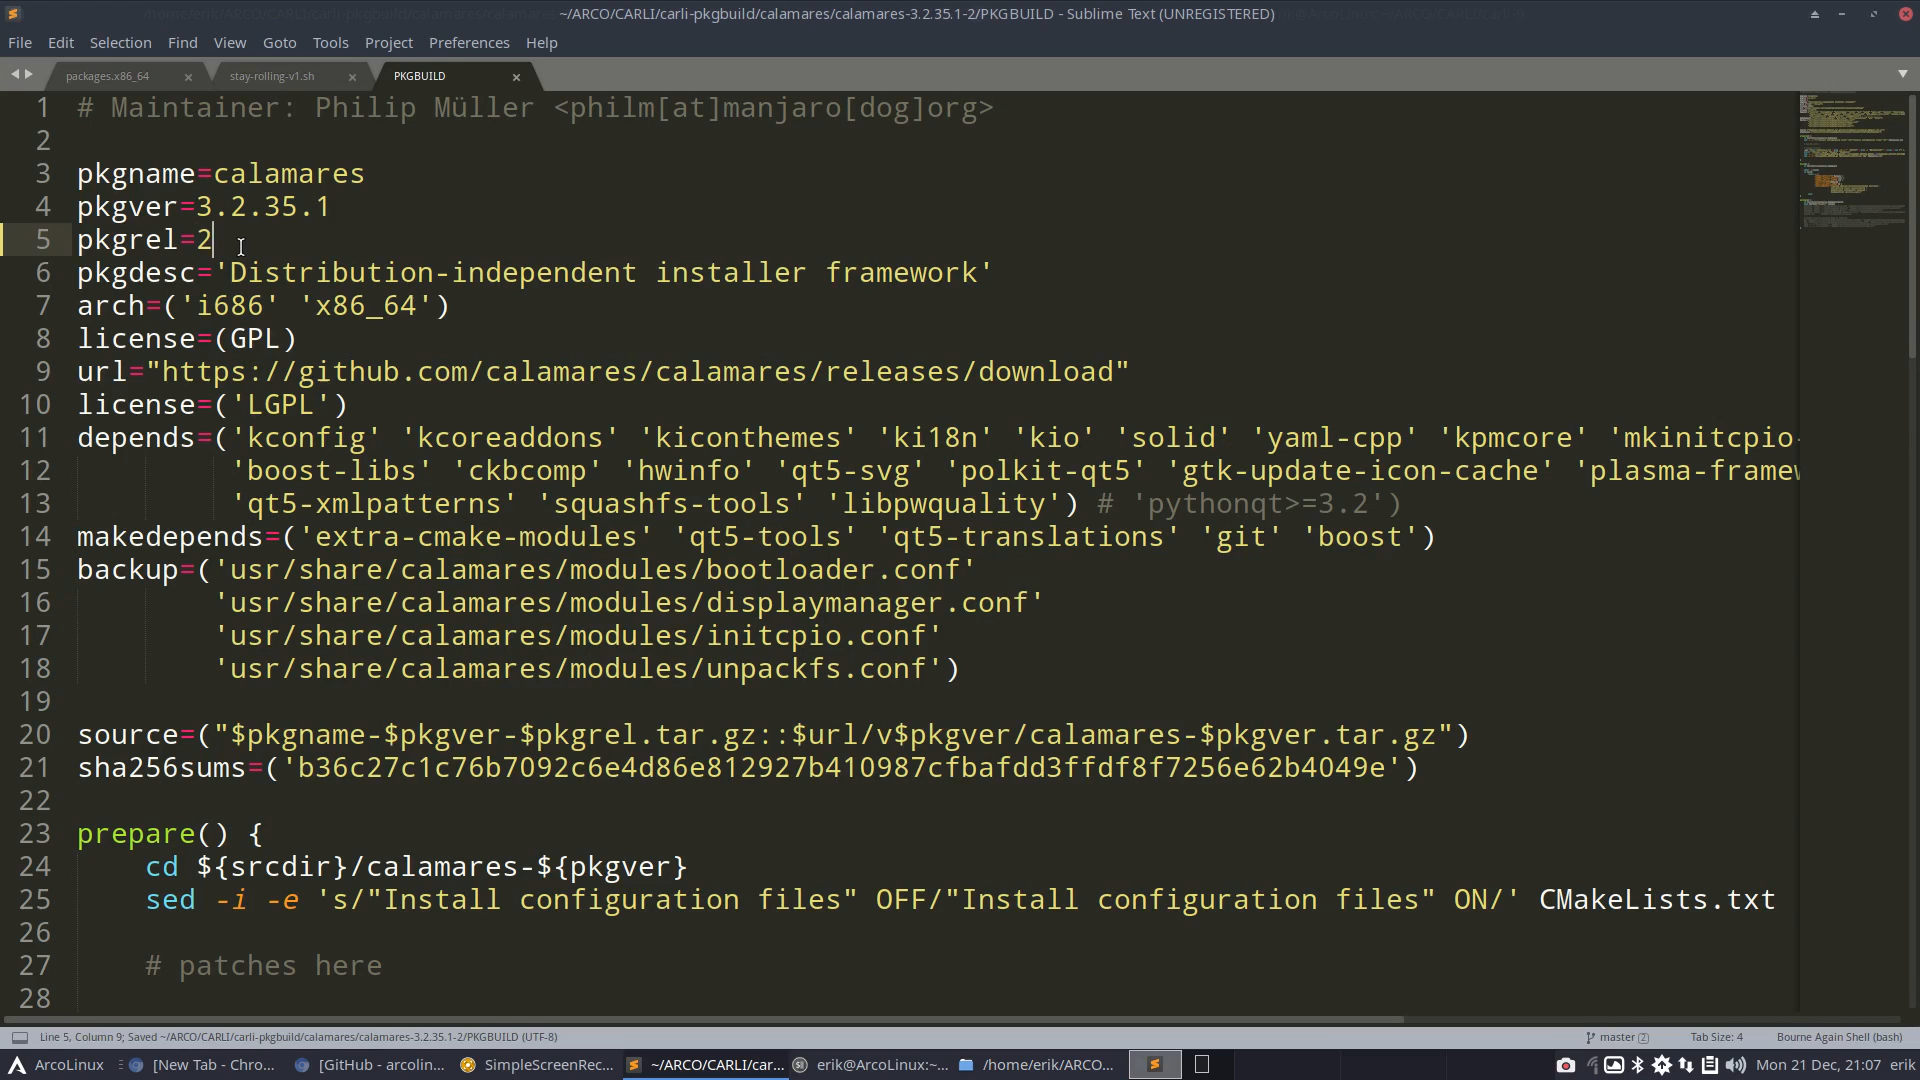 ~/ARCO/CARLI/carli-pkgbuild/calamares/calamares-3.2.35.1-2/PKGBUILD - Sublime Text (UNREGISTERED)
File Edit Selection Find View Goto Tools Project Preferences Help
packages.x86_64 stay-rolling-v1.sh PKGBUILD
1 # Maintainer: Philip Müller <philm[at]manjaro[dog]org>
2
3 pkgname=calamares
4 pkgver=3.2.35.1
5 pkgrel=2
6 pkgdesc='Distribution-independent installer framework'
7 arch=('i686' 'x86_64')
8 license=(GPL)
9 url="https://github.com/calamares/calamares/releases/download"
10 license=('LGPL')
11 depends=('kconfig' 'kcoreaddons' 'kiconthemes' 'ki18n' 'kio' 'solid' 'yaml-cpp' 'kpmcore' 'mkinitcpio-
12 'boost-libs' 'ckbcomp' 'hwinfo' 'qt5-svg' 'polkit-qt5' 'gtk-update-icon-cache' 'plasma-framew
13 'qt5-xmlpatterns' 'squashfs-tools' 'libpwquality') # 'pythonqt>=3.2')
14 makedepends=('extra-cmake-modules' 'qt5-tools' 'qt5-translations' 'git' 'boost')
15 backup=('usr/share/calamares/modules/bootloader.conf'
16 'usr/share/calamares/modules/displaymanager.conf'
17 'usr/share/calamares/modules/initcpio.conf'
18 'usr/share/calamares/modules/unpackfs.conf')
19
20 source=("$pkgname-$pkgver-$pkgrel.tar.gz::$url/v$pkgver/calamares-$pkgver.tar.gz")
21 sha256sums=('b36c27c1c76b7092c6e4d86e812927b410987cfbafdd3ffdf8f7256e62b4049e')
22
23 prepare() {
24 cd ${srcdir}/calamares-${pkgver}
25 sed -i -e 's/"Install configuration files" OFF/"Install configuration files" ON/' CMakeLists.txt
26
27 # patches here
28
Line 5, Column 9; Saved ~/ARCO/CARLI/carli-pkgbuild/calamares/calamares-3.2.35.1-2/PKGBUILD (UTF-8) master 2 Tab Size: 4 Bourne Again Shell (bash)
ArcoLinux [New Tab - Chro... [GitHub - arcolin... SimpleScreenRec... ~/ARCO/CARLI/car... erik@ArcoLinux:~... /home/erik/ARCO... Mon 21 Dec, 21:07 erik